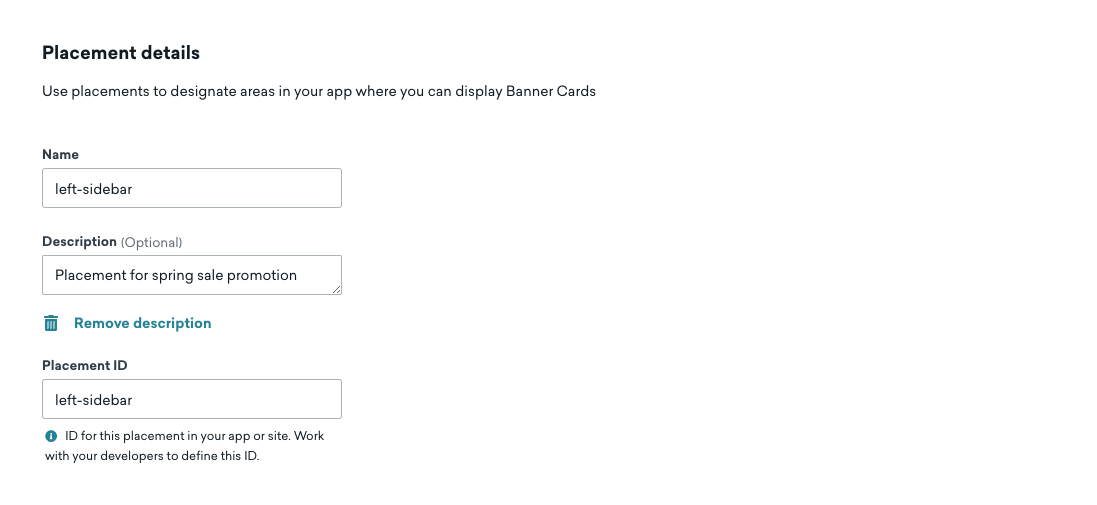 Placement details
Use placements to designate areas in your app where you can display Banner Cards
Name
left-sidebar
Description (Optional)
Placement for spring sale promotion
Remove description
Placement ID
left-sidebar
ID for this placement in your app or site. Work
with your developers to define this ID.